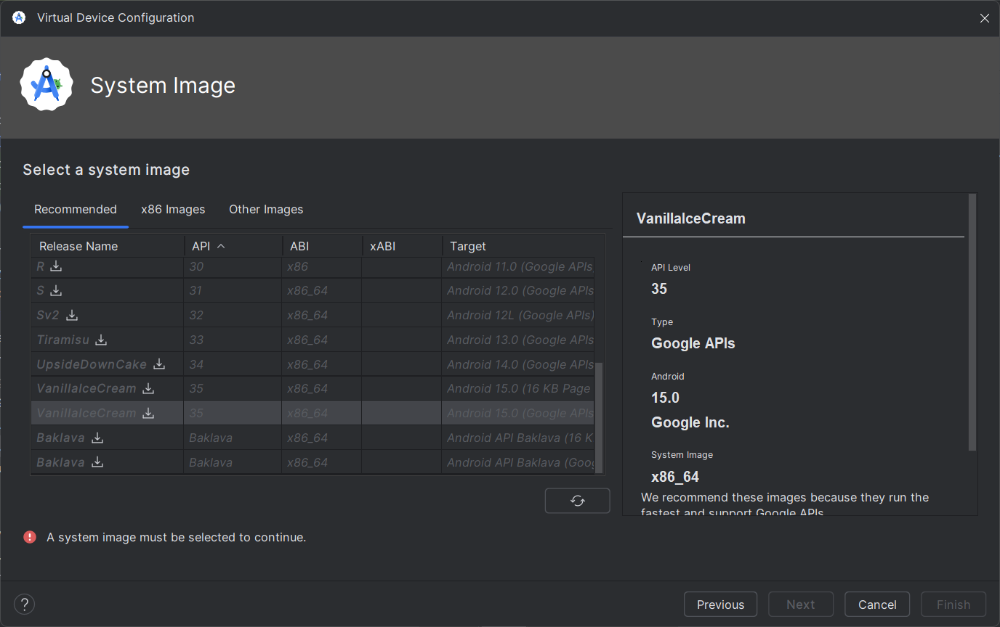 Virtual Device Configuration
System Image
Select a system image
Recommended x86 Images Other Images
Release Name API ABI xABI Target
R 30 x86 Android 11.0 (Google APIs)
S 31 x86_64 Android 12.0 (Google APIs
Sv2 32 x86_64 Android 12L (Google APIs)
Tiramisu 33 x86_64 Android 13.0 (Google APIs
UpsideDownCake 34 x86_64 Android 14.0 (Google APIs
VanillaIceCream 35 x86_64 Android 15.0 (16 KB Page
VanillaIceCream 35 x86_64 Android 15.0 (Google APIs
Baklava Baklava x86_64 Android API Baklava (16 K
Baklava Baklava x86_64 Android API Baklava (Goog
A system image must be selected to continue.
VanillaIceCream
API Level
35
Type
Google APIs
Android
15.0
Google Inc.
System Image
x86_64
We recommend these images because they run the
fastest and support Google APIs
? Previous Next Cancel Finish